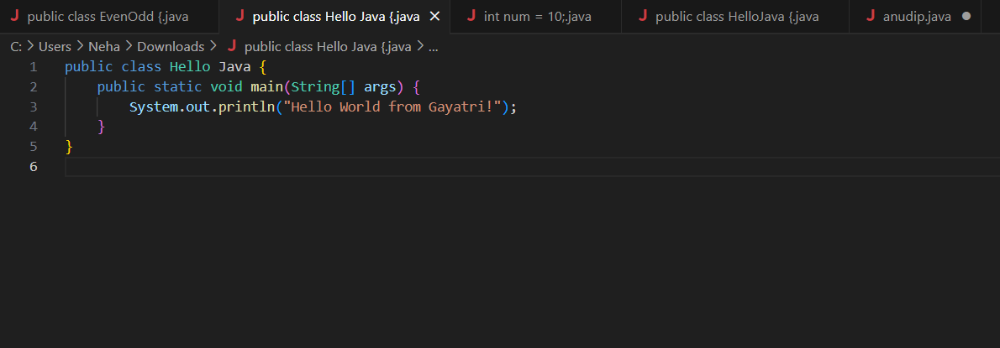 J public class EvenOdd {.java J public class Hello Java {.java × J int num = 10;.java J public class HelloJava {.java J anudip.java ●
C: > Users > Neha > Downloads > J public class Hello Java {.java > ...
1 public class Hello Java {
2 public static void main(String[] args) {
3 System.out.println("Hello World from Gayatri!");
4 }
5 }
6